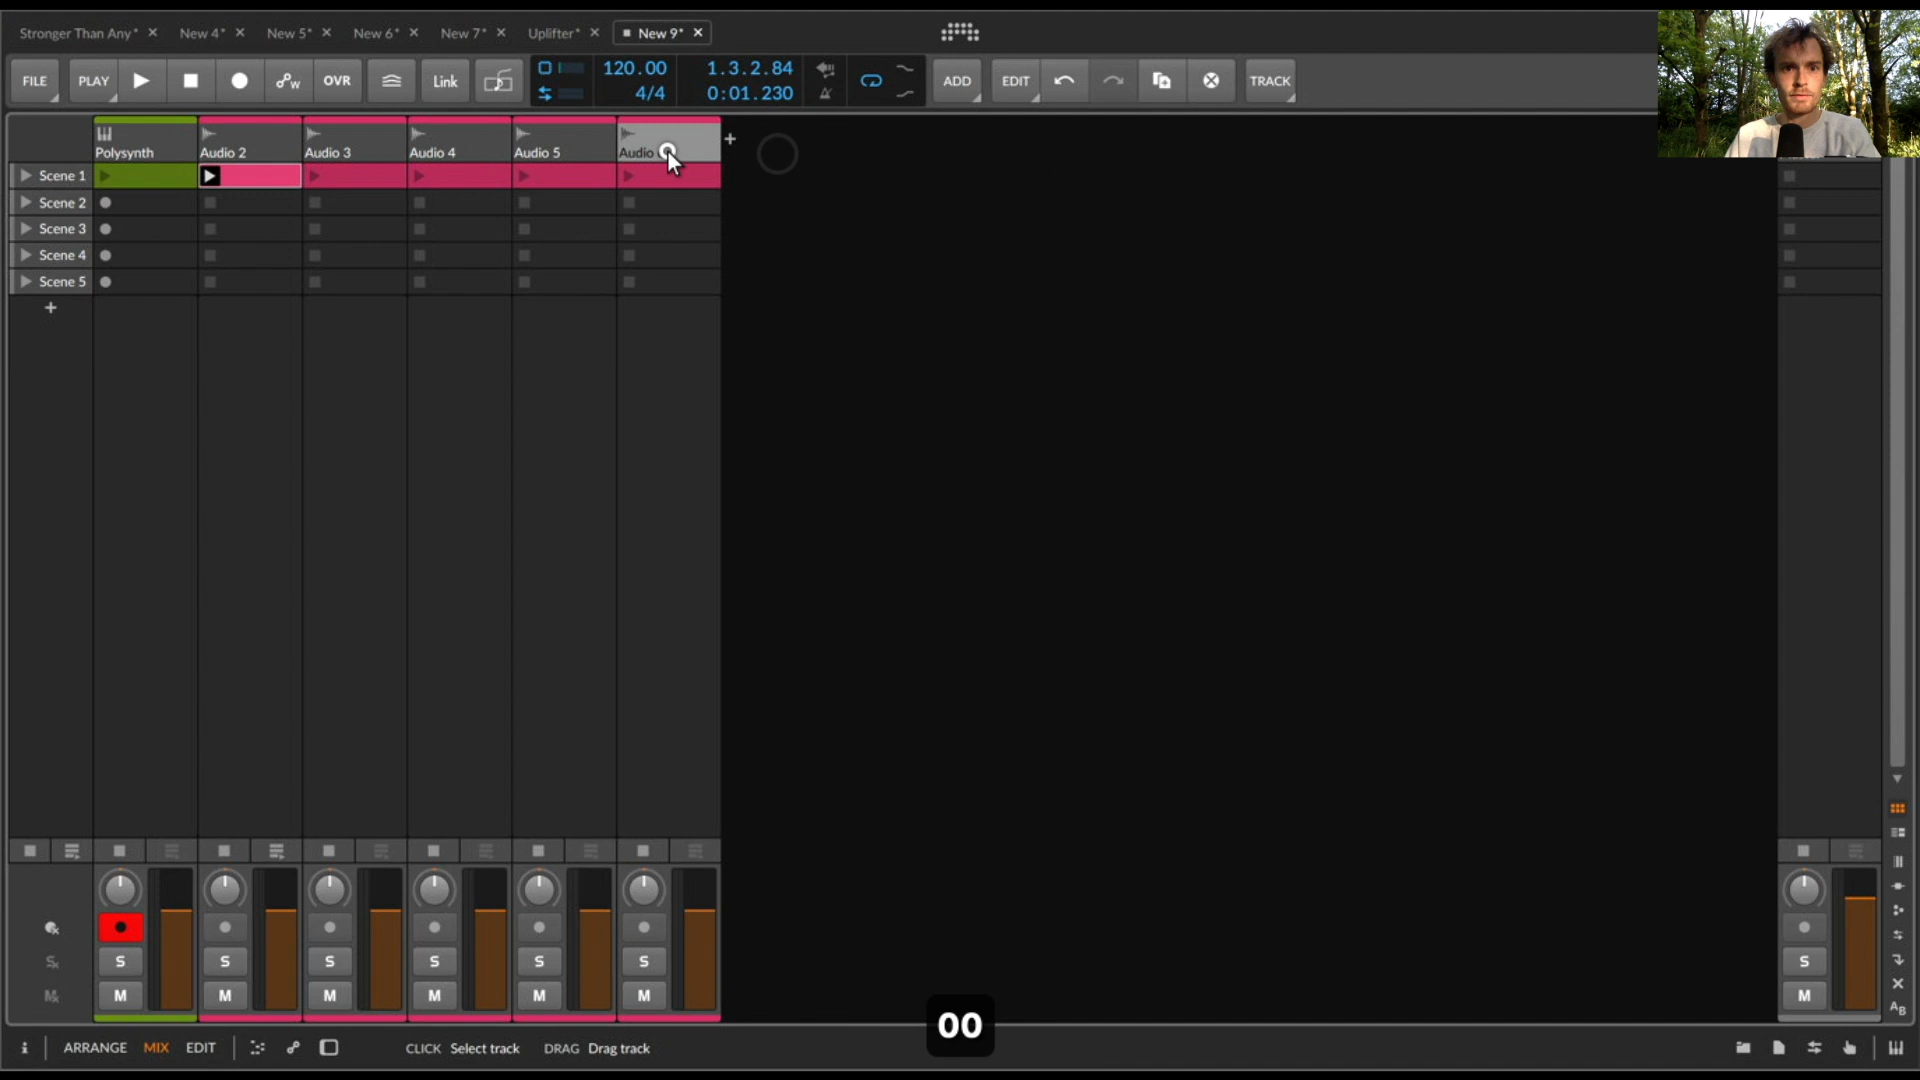 Stronger Than Any*
New 4*
New 5*
New 6*
New 7*
Uplifter*
New 9*
FILE
PLAY
OVR
Link
120.00
4/4
1.3.2.84
0:01.230
ADD
EDIT
TRACK
Polysynth
Audio 2
Audio 3
Audio 4
Audio 5
Audio
Scene 1
Scene 2
Scene 3
Scene 4
Scene 5
S S S S S S S
M M M M M M M
00
i
ARRANGE MIX EDIT
CLICK Select track DRAG Drag track